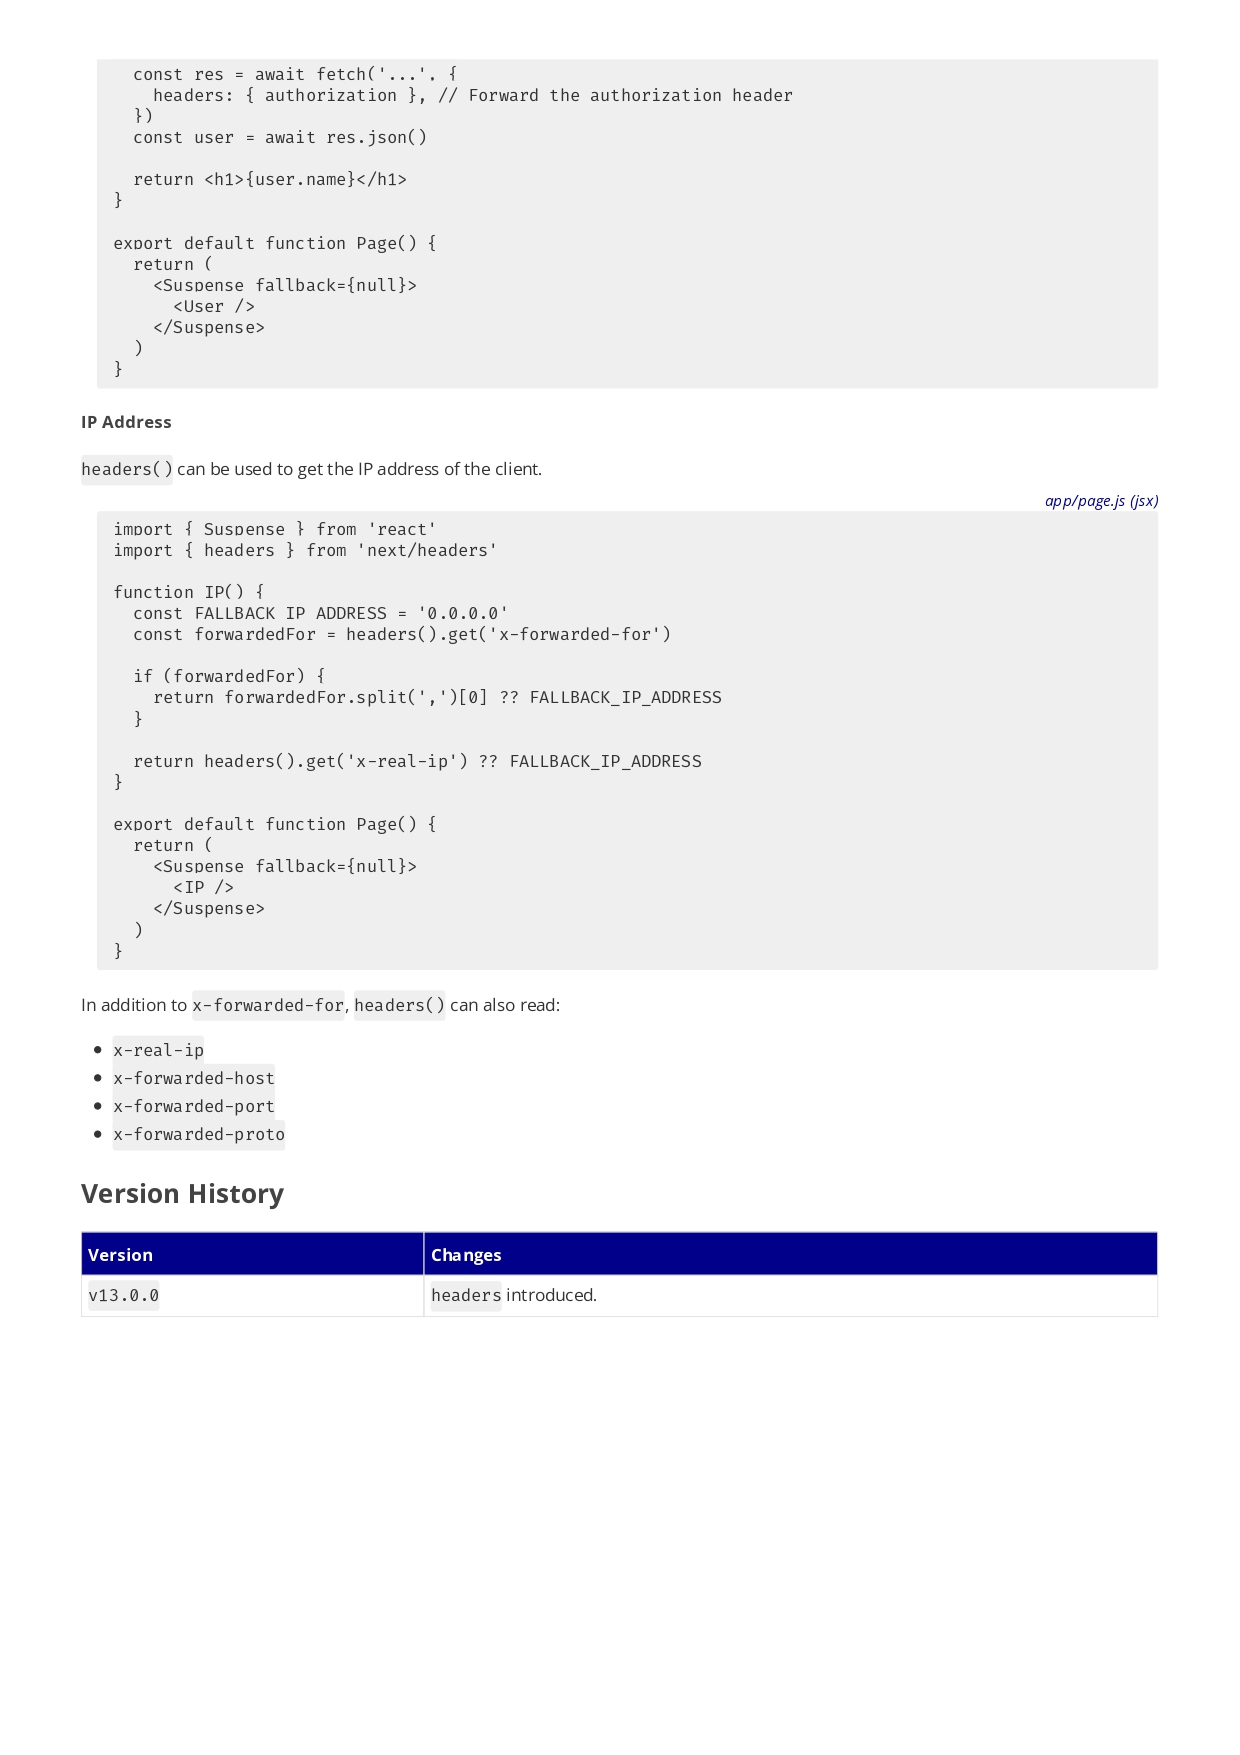 const res = await fetch('...', {
    headers: { authorization }, // Forward the authorization header
  })
  const user = await res.json()

  return <h1>{user.name}</h1>
}

export default function Page() {
  return (
    <Suspense fallback={null}>
      <User />
    </Suspense>
  )
}
IP Address
headers() can be used to get the IP address of the client.
app/page.js (jsx)
import { Suspense } from 'react'
import { headers } from 'next/headers'

function IP() {
  const FALLBACK_IP_ADDRESS = '0.0.0.0'
  const forwardedFor = headers().get('x-forwarded-for')

  if (forwardedFor) {
    return forwardedFor.split(',')[0] ?? FALLBACK_IP_ADDRESS
  }

  return headers().get('x-real-ip') ?? FALLBACK_IP_ADDRESS
}

export default function Page() {
  return (
    <Suspense fallback={null}>
      <IP />
    </Suspense>
  )
}
In addition to x-forwarded-for, headers() can also read:
• x-real-ip
• x-forwarded-host
• x-forwarded-port
• x-forwarded-proto
Version History
Version Changes
v13.0.0 headers introduced.